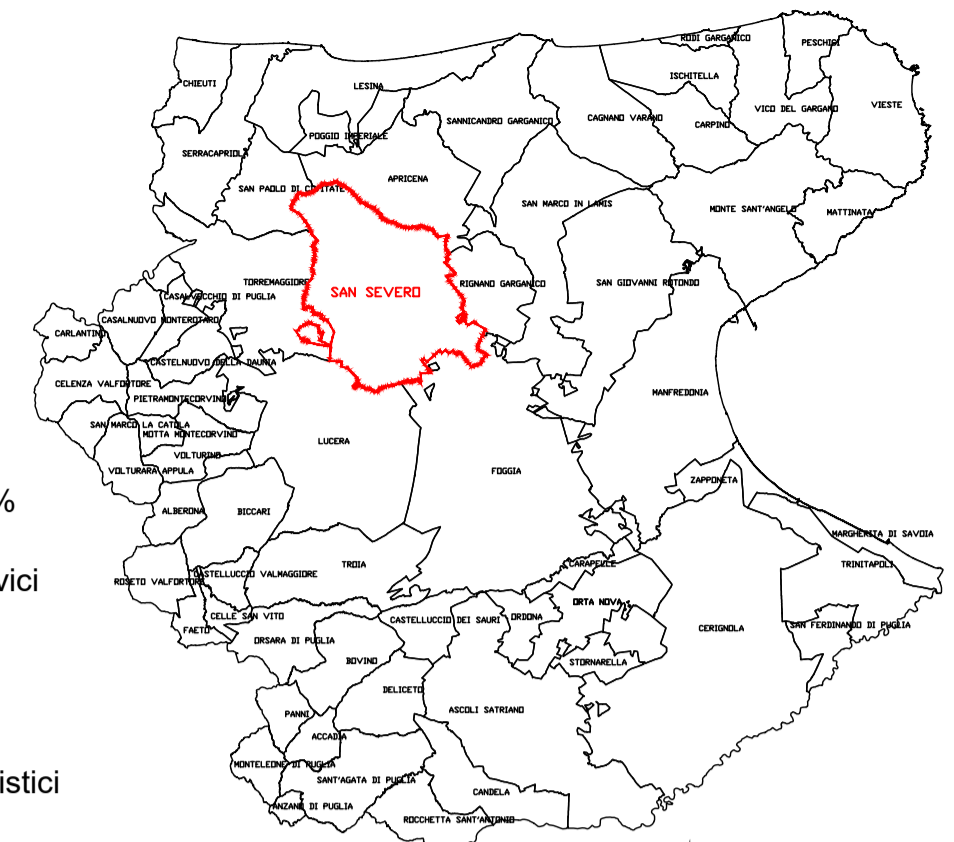 RODI GARGANICO
PESCHICI
CHIEUTI
LESINA
ISCHITELLA
VIESTE
VICO DEL GARGANO
SANNICANDRO GARGANICO
CAGNANO VARANO
CARPINO
POGGIO IMPERIALE
SERRACAPRIOLA
APRICENA
SAN PAOLO DI CIVITATE
SAN MARCO IN LAMIS
MONTE SANT'ANGELO
MATTINATA
TORREMAGGIORE
SAN SEVERO
RIGNANO GARGANICO
SAN GIOVANNI ROTONDO
CASALVECCHIO DI PUGLIA
CASALNUOVO MONTEROTARO
CARLANTINO
CASTELNUOVO DELLA DAUNIA
CELENZA VALFORTORE
PIETRAMONTECORVINO
MANFREDONIA
SAN MARCO LA CATOLA
MOTTA MONTECORVINO
LUCERA
VOLTURINO
VOLTURARA APPULA
FOGGIA
ZAPPONETA
%
ALBERONA
BICCARI
MARGHERITA DI SAVOIA
TROIA
CARAPELLE
TRINITAPOLI
vici
ROSETO VALFORTORE
CASTELLUCCIO VALMAGGIORE
ORTA NOVA
CELLE SAN VITO
CASTELLUCCIO DEI SAURI
ORDONA
FAETO
CERIGNOLA
SAN FERDINANDO DI PUGLIA
ORSARA DI PUGLIA
BOVINO
STORNARELLA
DELICETO
PANNI
ASCOLI SATRIANO
ACCADIA
MONTELEONE DI PUGLIA
istici
SANT'AGATA DI PUGLIA
CANDELA
ANZANO DI PUGLIA
ROCCHETTA SANT'ANTONIO